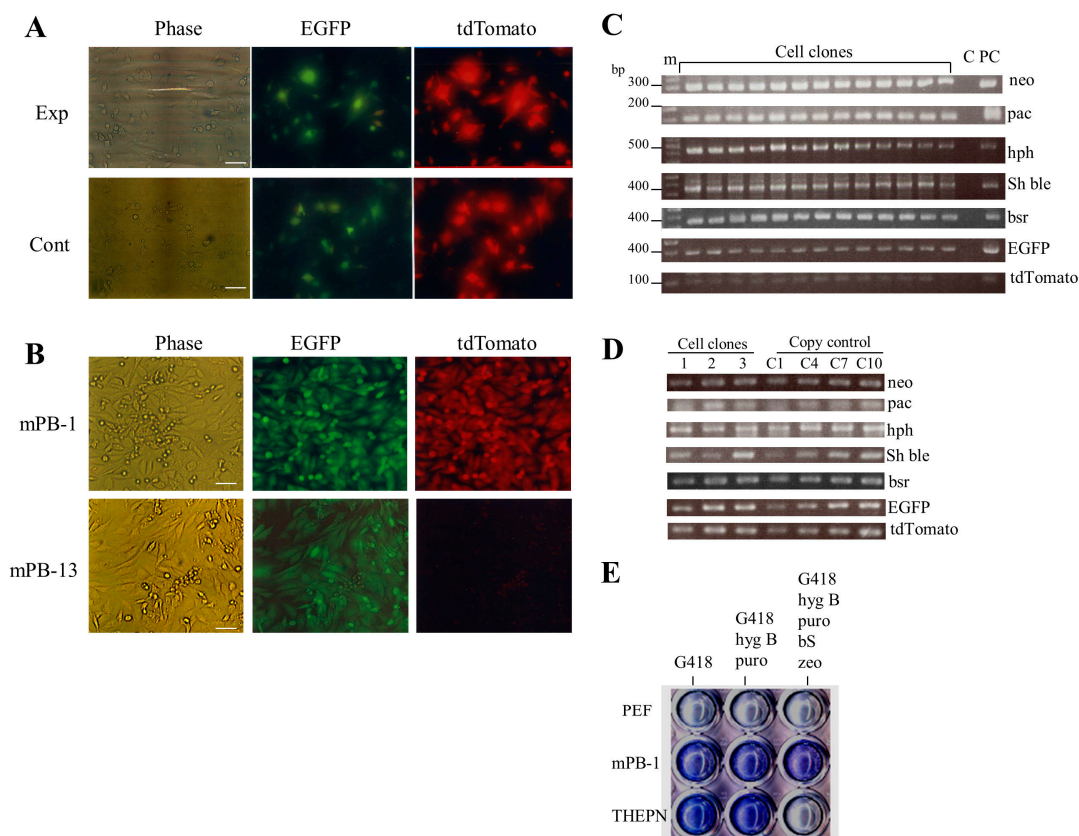 A
Phase EGFP tdTomato
Exp
Cont
B
Phase EGFP tdTomato
mPB-1
mPB-13
C
Cell clones
m C PC
bp
300 neo
200 pac
500 hph
400 Sh ble
400 bsr
400 EGFP
100 tdTomato
D
Cell clones Copy control
1 2 3 C1 C4 C7 C10
neo
pac
hph
Sh ble
bsr
EGFP
tdTomato
E
G418
G418
hyg B
puro
G418
hyg B
puro
bS
zeo
PEF
mPB-1
THEPN